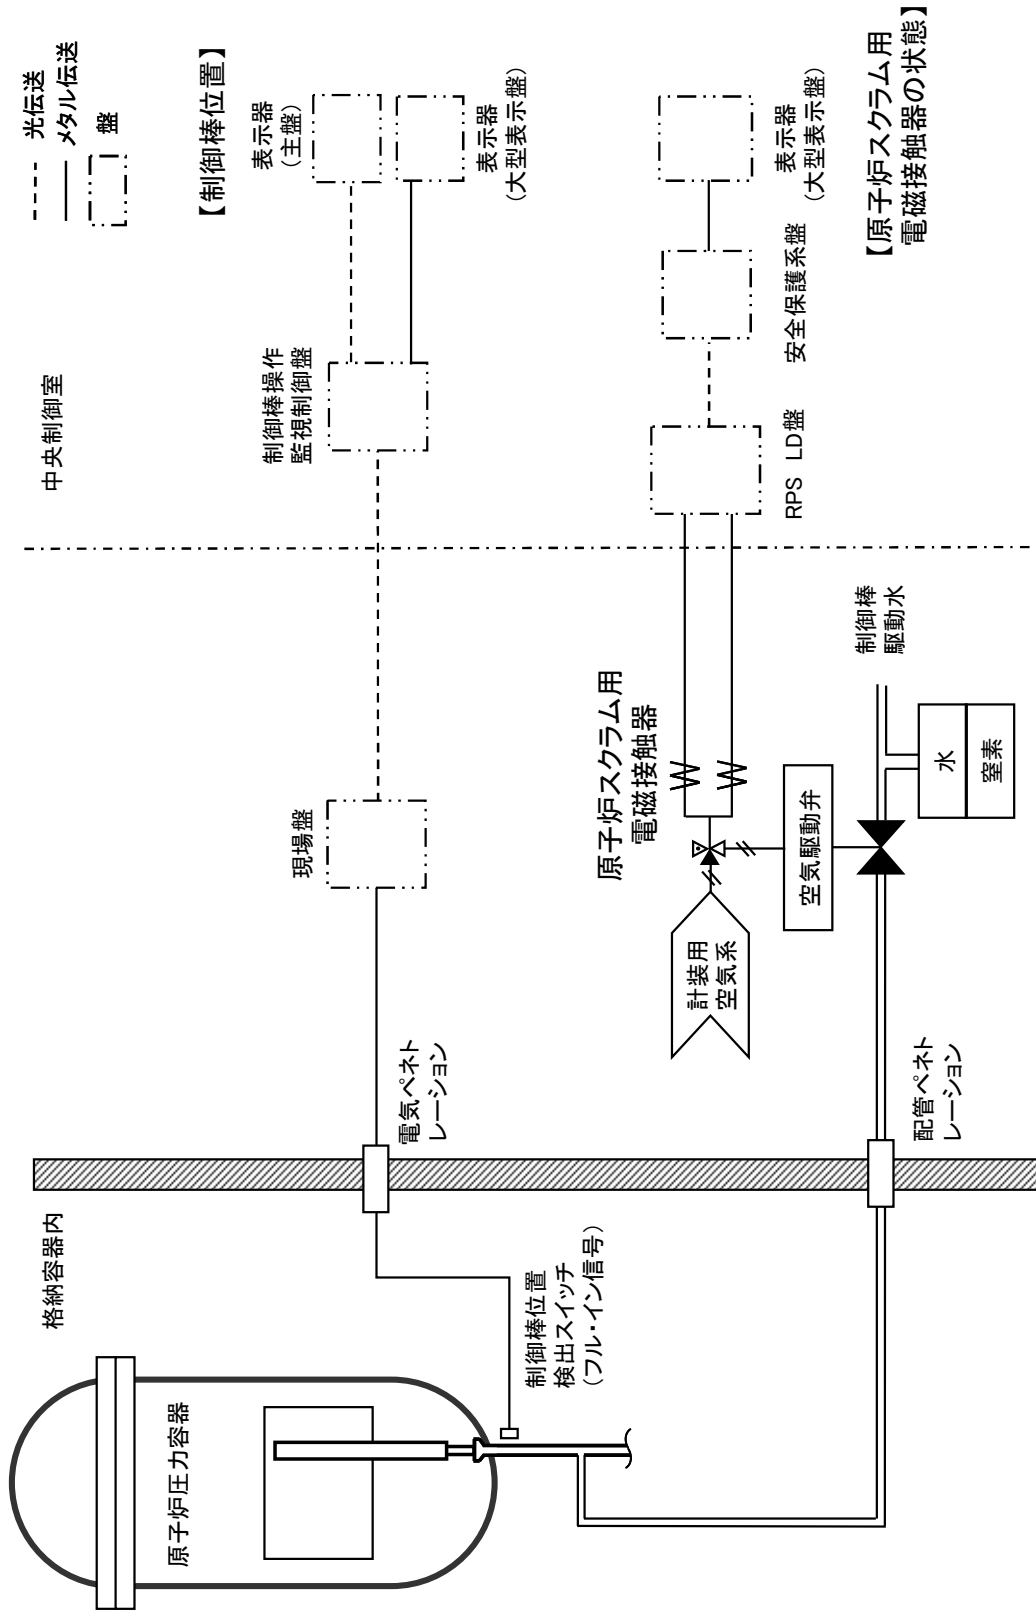 光伝送
メタル伝送
盤
中央制御室
【制御棒位置】
表示器
（主盤）
表示器
（大型表示盤）
制御棒操作
監視制御盤
表示器
（大型表示盤）
安全保護系盤
RPS LD盤
【原子炉スクラム用
電磁接触器の状態】
現場盤
原子炉スクラム用
電磁接触器
制御棒
駆動水
水
窒素
空気駆動弁
計装用
空気系
電気ペネト
レーション
配管ペネト
レーション
格納容器内
制御棒位置
検出スイッチ
（フル・イン信号）
原子炉圧力容器